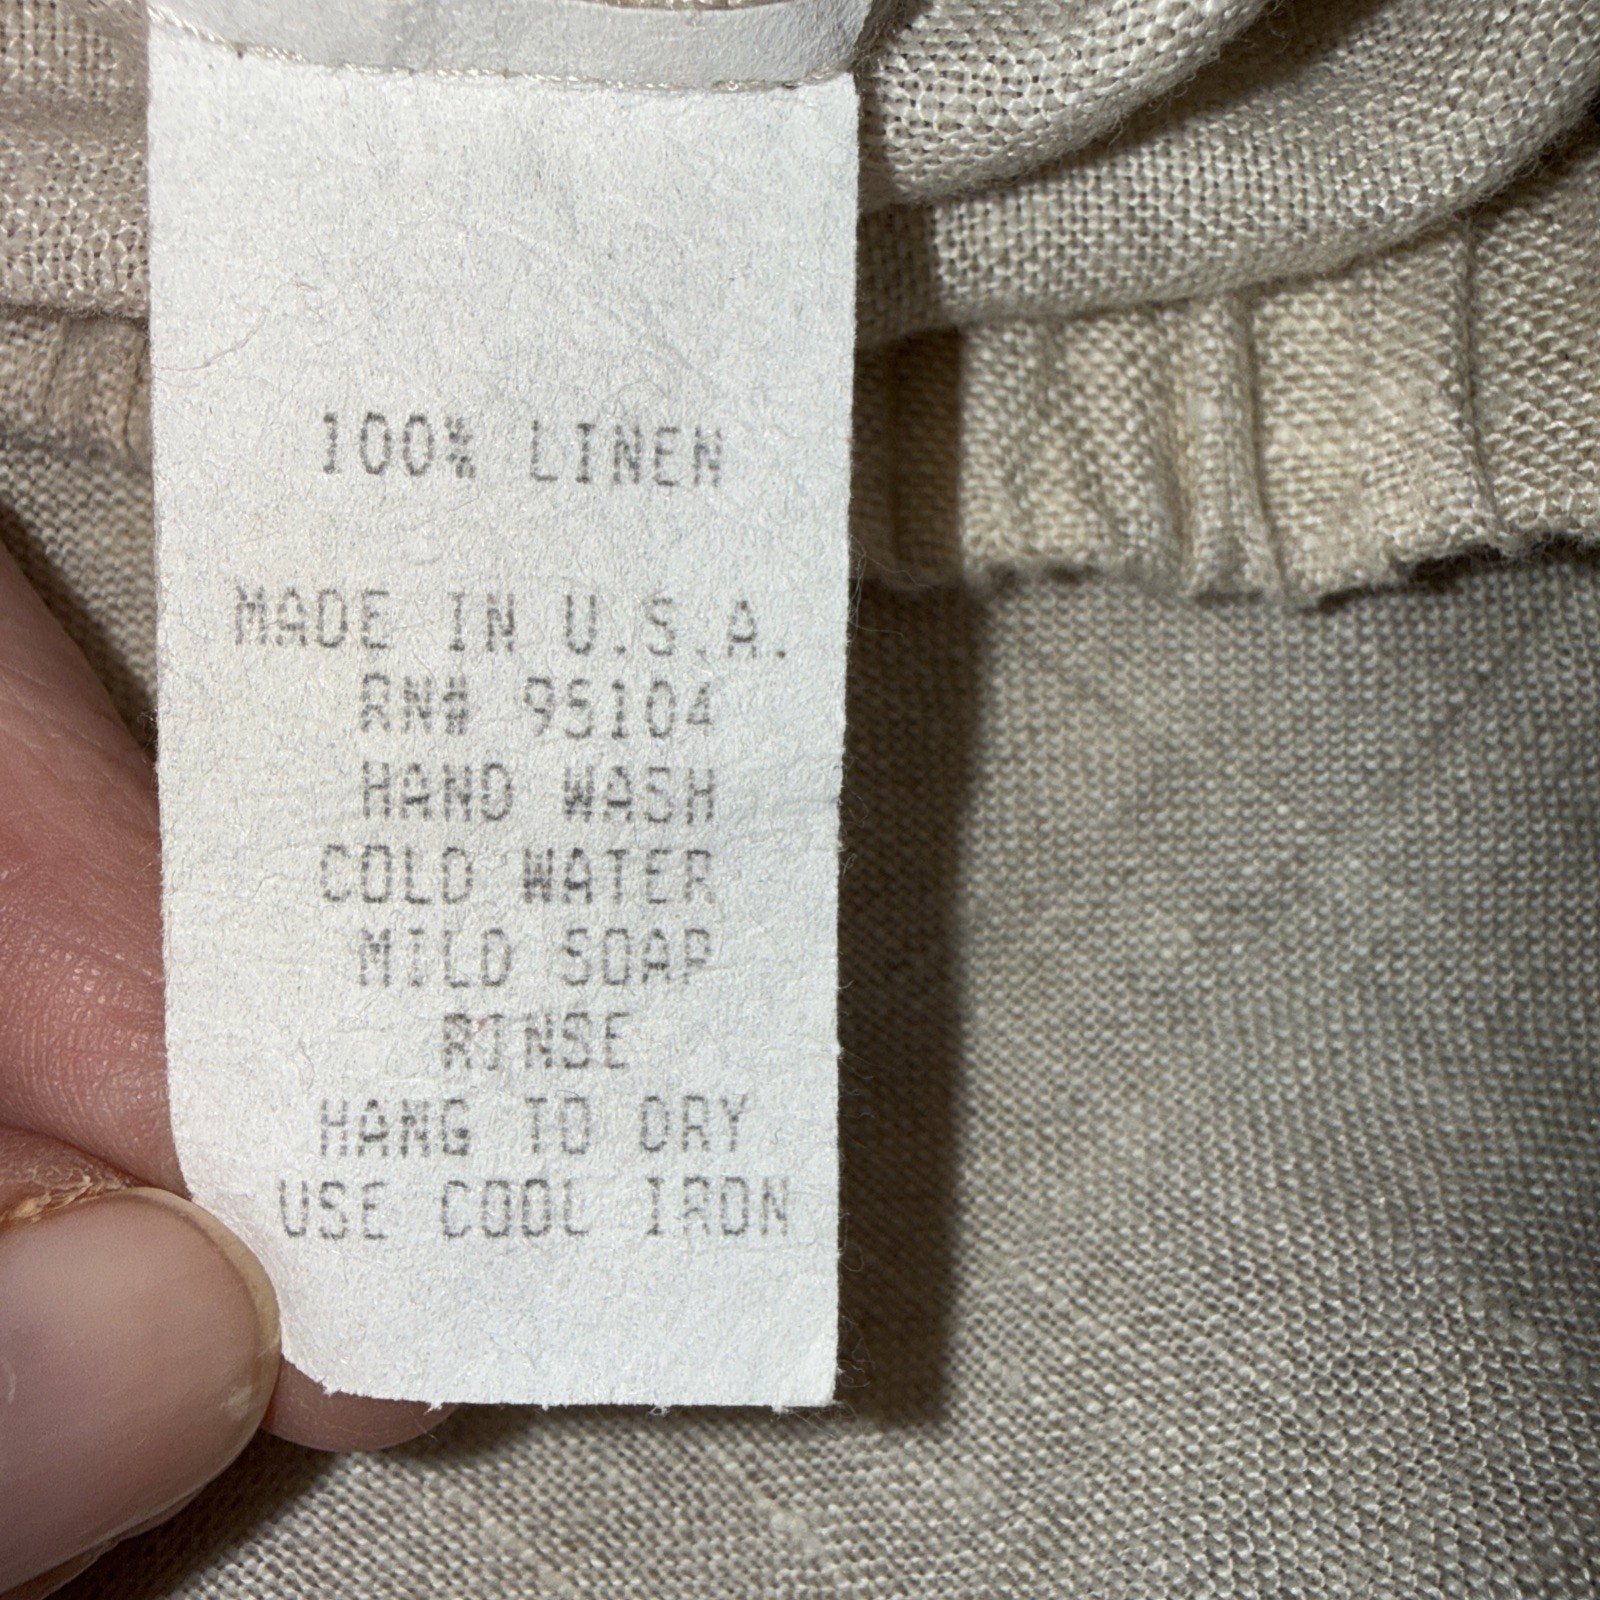 100% LINEN
MADE IN U.S.A.
RN# 95104
HAND WASH
COLD WATER
MILD SOAP
RINSE
HANG TO DRY
USE COOL IRON